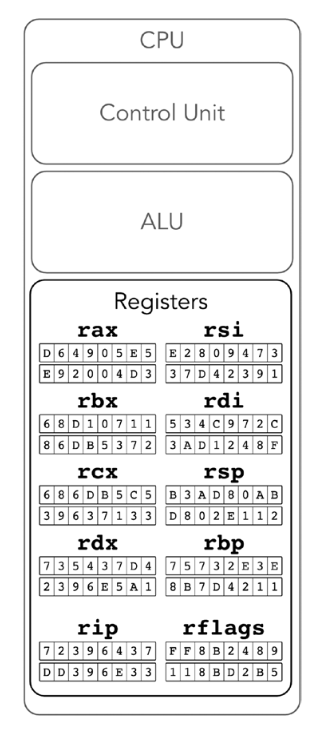 CPU
Control Unit
ALU
Registers
rax rsi
D 6 4 9 0 5 E 5 E 2 8 0 9 4 7 3
E 9 2 0 0 4 D 3 3 7 D 4 2 3 9 1
rbx rdi
6 8 D 1 0 7 1 1 5 3 4 C 9 7 2 C
8 6 D B 5 3 7 2 3 A D 1 2 4 8 F
rcx rsp
6 8 6 D B 5 C 5 B 3 A D 8 0 A B
3 9 6 3 7 1 3 3 D 8 0 2 E 1 1 2
rdx rbp
7 3 5 4 3 7 D 4 7 5 7 3 2 E 3 E
2 3 9 6 E 5 A 1 8 B 7 D 4 2 1 1
rip rflags
7 2 3 9 6 4 3 7 F F 8 B 2 4 8 9
D D 3 9 6 E 3 3 1 1 8 B D 2 B 5